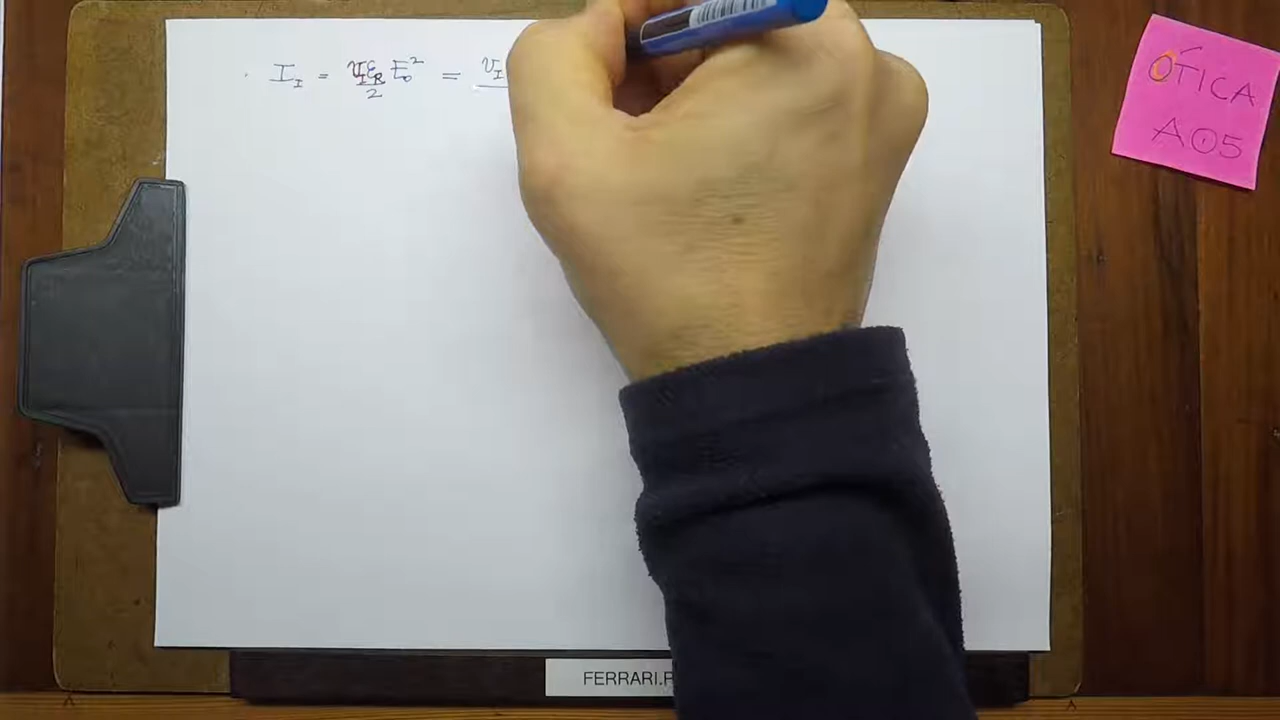 I_I = v_I ε_R / 2 E_0^2 = v_I
ÓTICA
A05
FERRARI.P